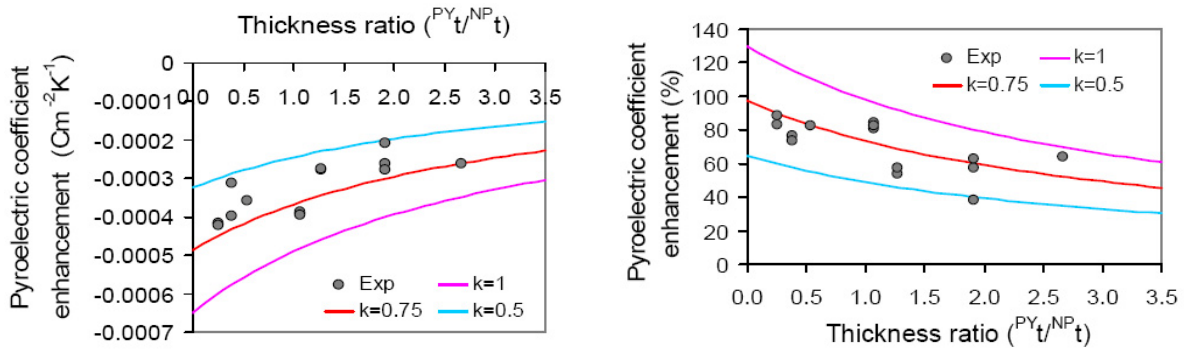 Thickness ratio (ᴾʸt/ᴺᴾt)
Pyroelectric coefficient
enhancement (Cm⁻²K⁻¹)
0
-0.0001
-0.0002
-0.0003
-0.0004
-0.0005
-0.0006
-0.0007
0.0 0.5 1.0 1.5 2.0 2.5 3.0 3.5
Exp k=1
k=0.75 k=0.5
Pyroelectric coefficient
enhancement (%)
140
120
100
80
60
40
20
0
Exp k=1
k=0.75 k=0.5
0.0 0.5 1.0 1.5 2.0 2.5 3.0 3.5
Thickness ratio (ᴾʸt/ᴺᴾt)